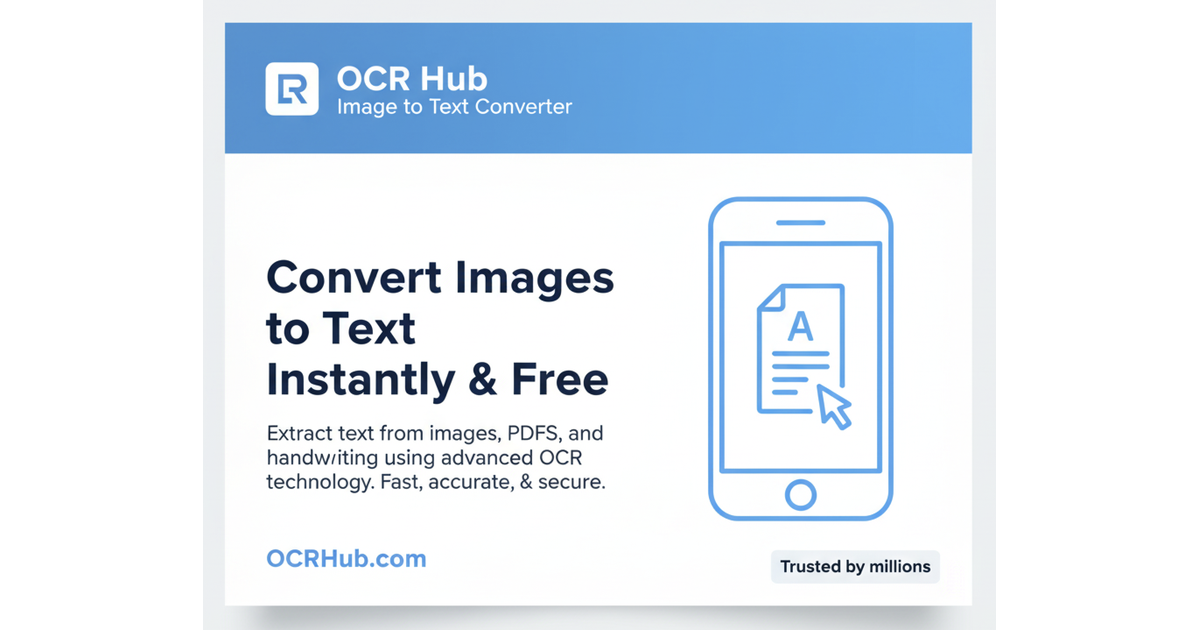 OCR Hub
Image to Text Converter
Convert Images
to Text
Instantly & Free
Extract text from images, PDFS, and
handwriting using advanced OCR
technology. Fast, accurate, & secure.
A
OCRHub.com
Trusted by millions